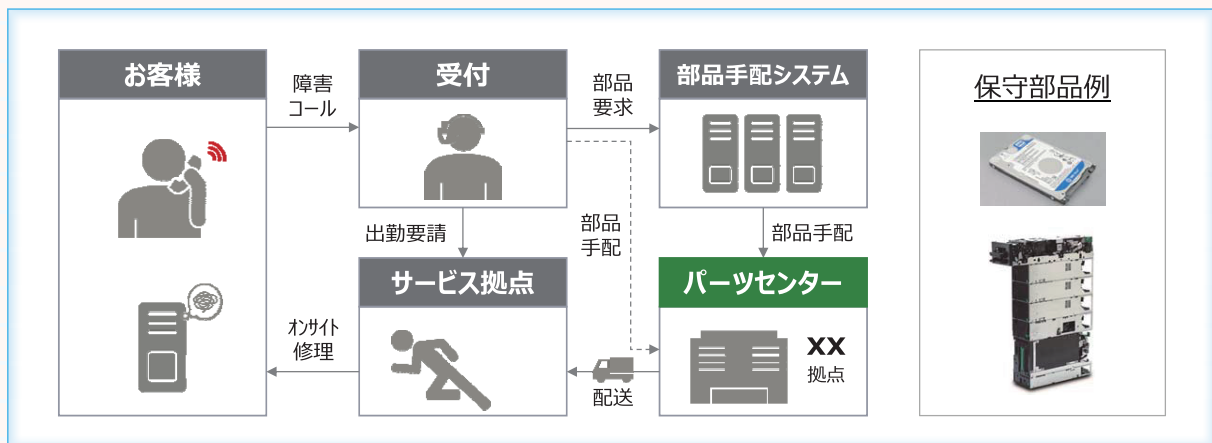 お客様
障害
コール
受付
部品
要求
部品手配システム
保守部品例
出勤要請
部品
手配
部品手配
サービス拠点
パーツセンター
オンサイト
修理
配送
XX
拠点